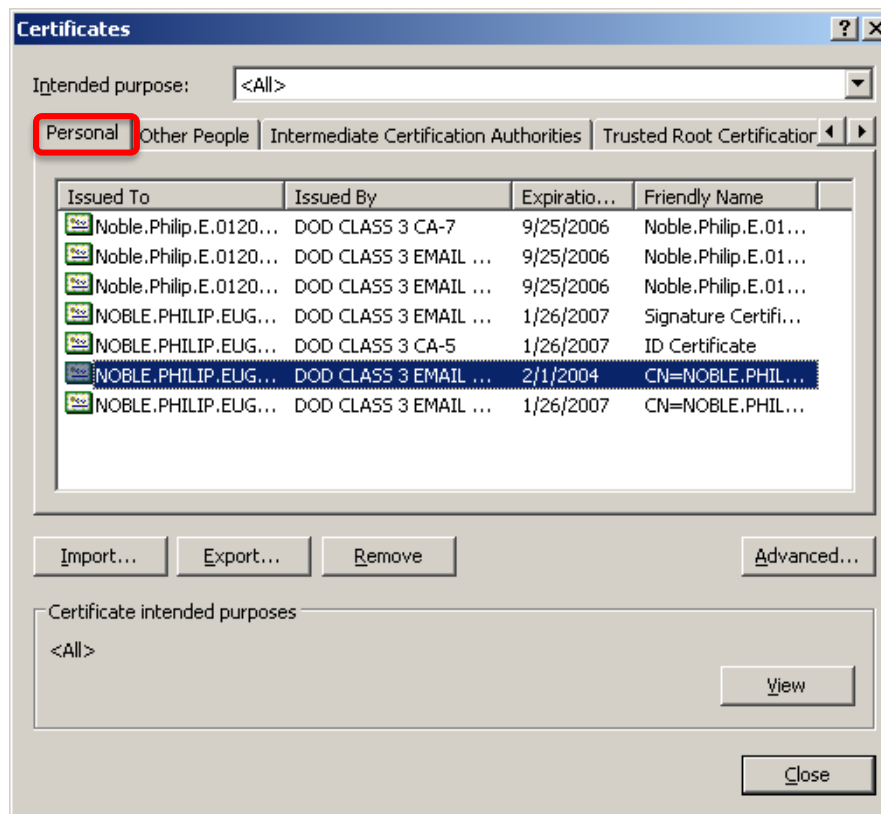 Certificates
Intended purpose: <All>
Personal Other People Intermediate Certification Authorities Trusted Root Certification
Issued To Issued By Expiratio... Friendly Name
Noble.Philip.E.0120... DOD CLASS 3 CA-7 9/25/2006 Noble.Philip.E.01...
Noble.Philip.E.0120... DOD CLASS 3 EMAIL ... 9/25/2006 Noble.Philip.E.01...
Noble.Philip.E.0120... DOD CLASS 3 EMAIL ... 9/25/2006 Noble.Philip.E.01...
NOBLE.PHILIP.EUG... DOD CLASS 3 EMAIL ... 1/26/2007 Signature Certifi...
NOBLE.PHILIP.EUG... DOD CLASS 3 CA-5 1/26/2007 ID Certificate
NOBLE.PHILIP.EUG... DOD CLASS 3 EMAIL ... 2/1/2004 CN=NOBLE.PHIL...
NOBLE.PHILIP.EUG... DOD CLASS 3 EMAIL ... 1/26/2007 CN=NOBLE.PHIL...
Import... Export... Remove Advanced...
Certificate intended purposes
<All>
View
Close